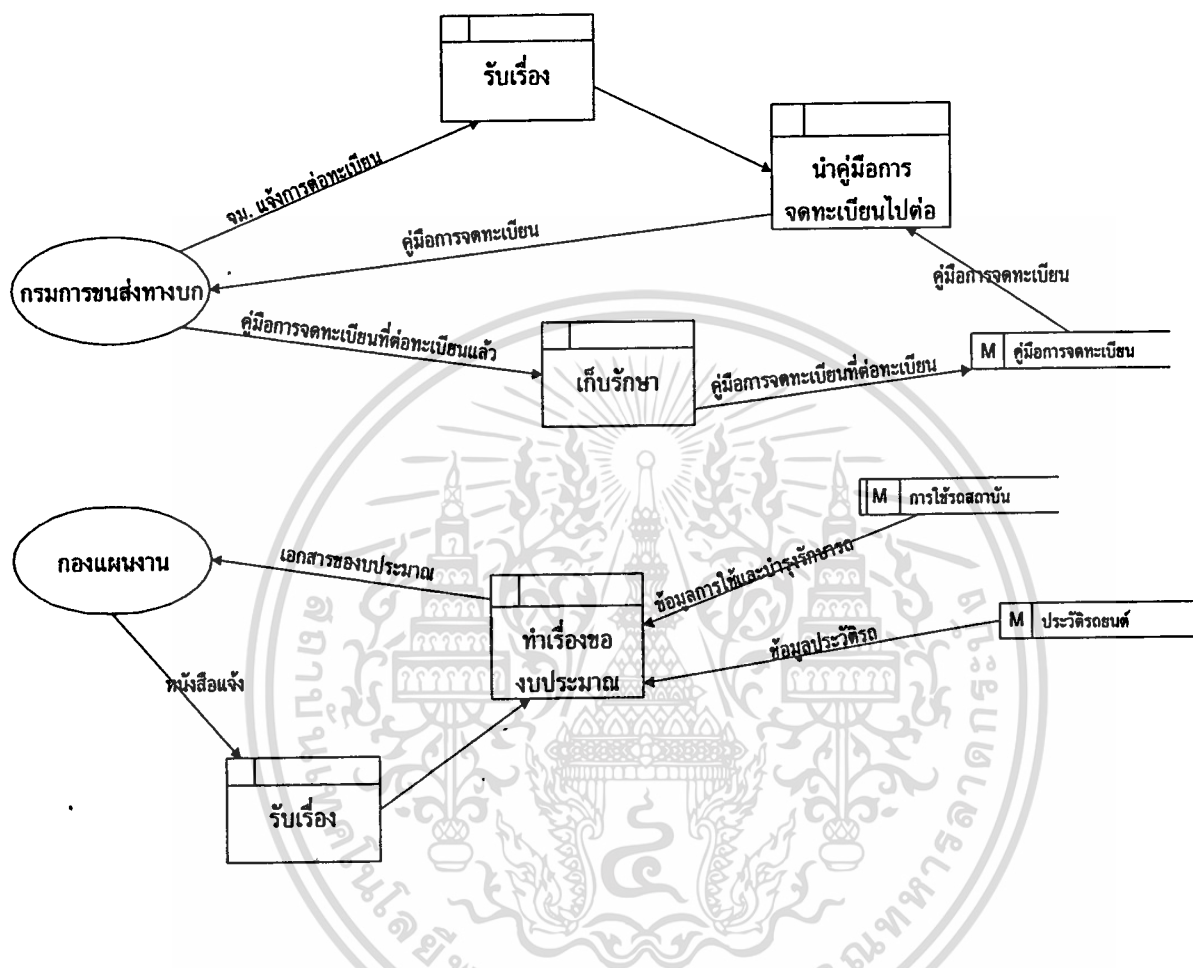 รับเรื่อง
นำคู่มือการ
จดทะเบียนไปต่อ
จม. แจ้งการต่อทะเบียน
คู่มือการจดทะเบียน
กรมการขนส่งทางบก
คู่มือการจดทะเบียน
คู่มือการจดทะเบียนที่ต่อทะเบียนแล้ว
เก็บรักษา
คู่มือการจดทะเบียนที่ต่อทะเบียน
M คู่มือการจดทะเบียน
M การใช้รถสถาบัน
กองแผนงาน
เอกสารของบประมาณ
ข้อมูลการใช้และบำรุงรักษารถ
ทำเรื่องขอ
งบประมาณ
ข้อมูลประวัติรถ
M ประวัติรถยนต์
หนังสือแจ้ง
รับเรื่อง